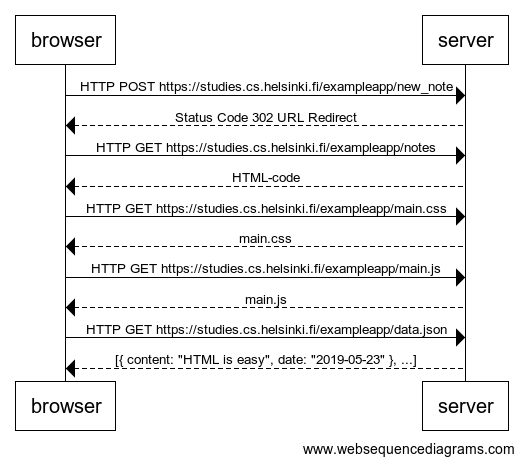 browser server
HTTP POST https://studies.cs.helsinki.fi/exampleapp/new_note
Status Code 302 URL Redirect
HTTP GET https://studies.cs.helsinki.fi/exampleapp/notes
HTML-code
HTTP GET https://studies.cs.helsinki.fi/exampleapp/main.css
main.css
HTTP GET https://studies.cs.helsinki.fi/exampleapp/main.js
main.js
HTTP GET https://studies.cs.helsinki.fi/exampleapp/data.json
[{ content: "HTML is easy", date: "2019-05-23" }, ...]
browser server
www.websequencediagrams.com